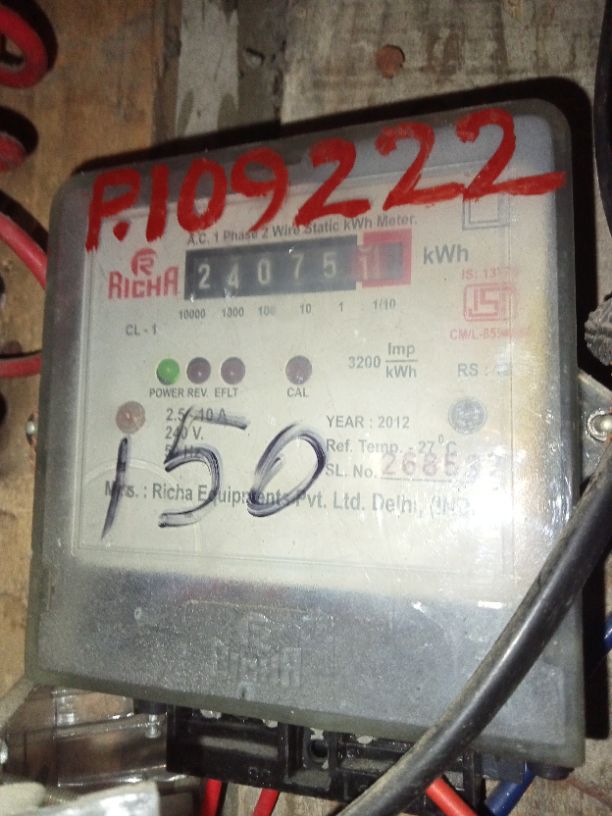 P.109222
A.C. 1 Phase 2 Wire Static kWh Meter.
RICHA
240751 kWh
10000 1000 100 10 1 1/10
CL - 1
3200 Imp/kWh
POWER REV. EFLT CAL
RS :
2.5 - 10 A
240 V.
YEAR : 2012
Ref. Temp. - 27°C
SL. No.
150
Mfrs. : Richa Equipments Pvt. Ltd. Delhi, (IND.
RICHA